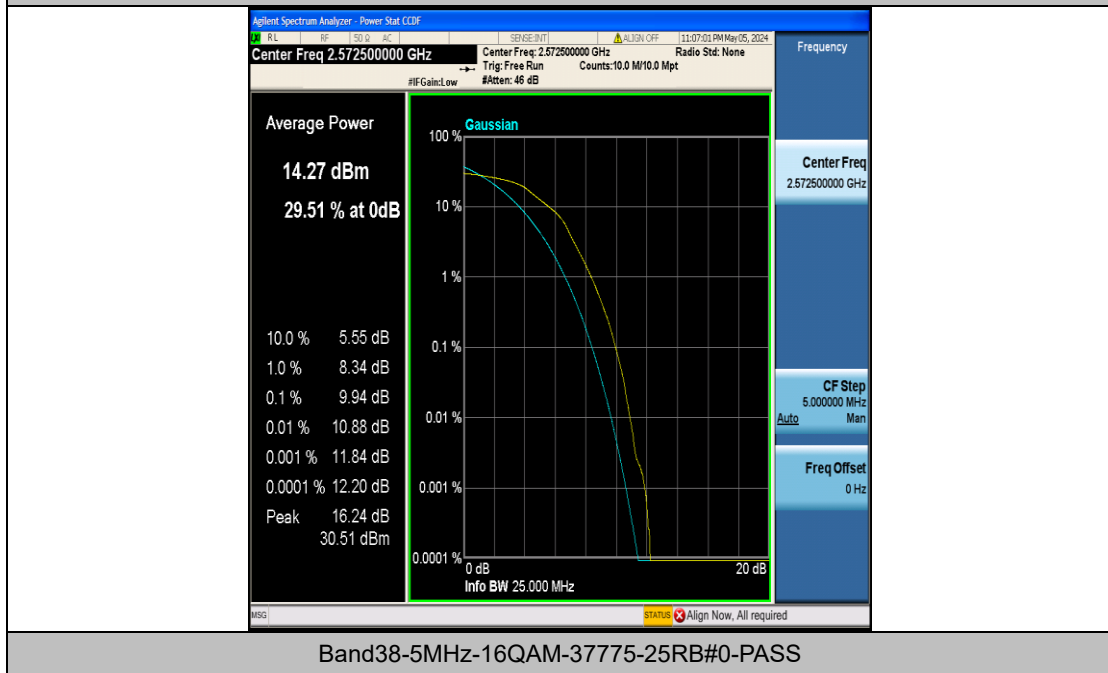 Agilent Spectrum Analyzer - Power Stat CCDF
RL RF 50 Ω AC SENSE:INT ALIGN OFF 11:07:01 PM May 05, 2024
Center Freq 2.572500000 GHz
Center Freq: 2.572500000 GHz Radio Std: None
Trig: Free Run Counts:10.0 M/10.0 Mpt
#IFGain:Low #Atten: 46 dB
Frequency
Average Power
14.27 dBm
29.51 % at 0dB
10.0 % 5.55 dB
1.0 % 8.34 dB
0.1 % 9.94 dB
0.01 % 10.88 dB
0.001 % 11.84 dB
0.0001 % 12.20 dB
Peak 16.24 dB
30.51 dBm
Gaussian
100 %
10 %
1 %
0.1 %
0.01 %
0.001 %
0.0001 %
0 dB 20 dB
Info BW 25.000 MHz
Center Freq
2.572500000 GHz
CF Step
5.000000 MHz
Auto Man
Freq Offset
0 Hz
MSG STATUS Align Now, All required
Band38-5MHz-16QAM-37775-25RB#0-PASS